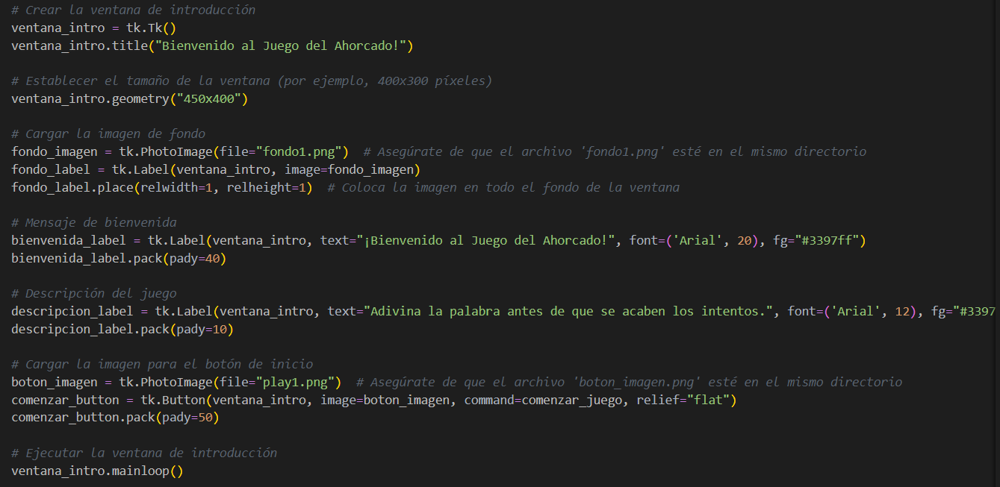 # Crear la ventana de introducción
ventana_intro = tk.Tk()
ventana_intro.title("Bienvenido al Juego del Ahorcado!")
# Establecer el tamaño de la ventana (por ejemplo, 400x300 píxeles)
ventana_intro.geometry("450x400")
# Cargar la imagen de fondo
fondo_imagen = tk.PhotoImage(file="fondo1.png")  # Asegúrate de que el archivo 'fondo1.png' esté en el mismo directorio
fondo_label = tk.Label(ventana_intro, image=fondo_imagen)
fondo_label.place(relwidth=1, relheight=1)  # Coloca la imagen en todo el fondo de la ventana
# Mensaje de bienvenida
bienvenida_label = tk.Label(ventana_intro, text="¡Bienvenido al Juego del Ahorcado!", font=('Arial', 20), fg="#3397ff")
bienvenida_label.pack(pady=40)
# Descripción del juego
descripcion_label = tk.Label(ventana_intro, text="Adivina la palabra antes de que se acaben los intentos.", font=('Arial', 12), fg="#3397
descripcion_label.pack(pady=10)
# Cargar la imagen para el botón de inicio
boton_imagen = tk.PhotoImage(file="play1.png")  # Asegúrate de que el archivo 'boton_imagen.png' esté en el mismo directorio
comenzar_button = tk.Button(ventana_intro, image=boton_imagen, command=comenzar_juego, relief="flat")
comenzar_button.pack(pady=50)
# Ejecutar la ventana de introducción
ventana_intro.mainloop()